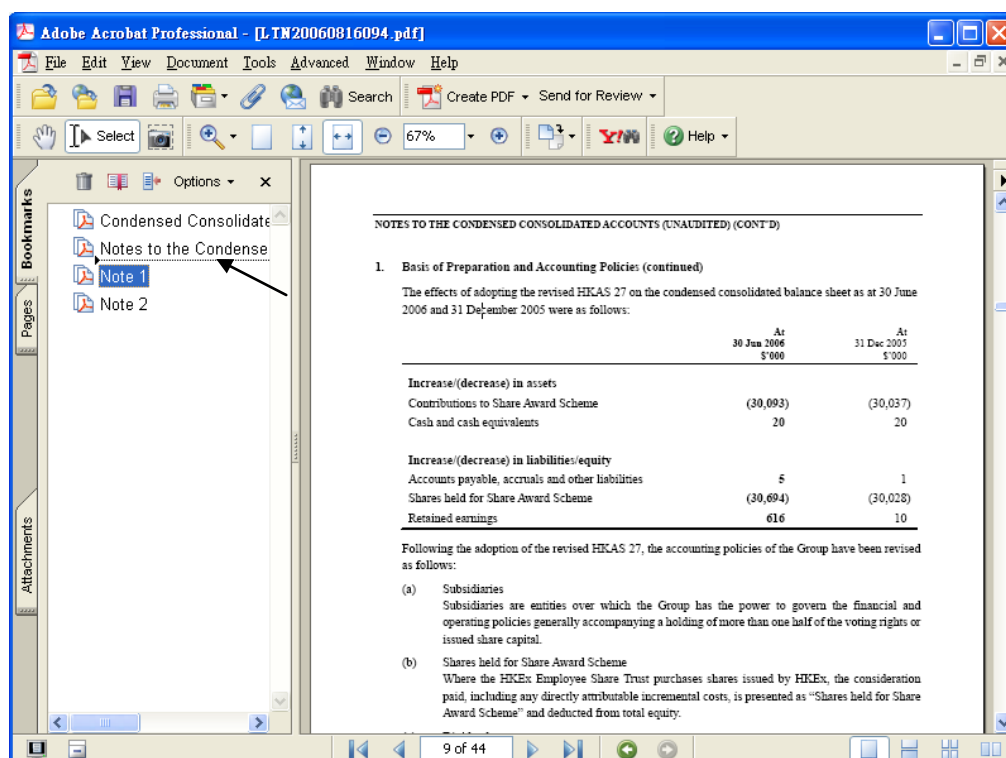 Adobe Acrobat Professional - [LTN20060816094.pdf]
File Edit View Document Tools Advanced Window Help
Search Create PDF Send for Review
Select 67% Y! Help
Options
Bookmarks
Pages
Attachments
Condensed Consolidate
Notes to the Condense
Note 1
Note 2
NOTES TO THE CONDENSED CONSOLIDATED ACCOUNTS (UNAUDITED) (CONT'D)
1. Basis of Preparation and Accounting Policies (continued)
The effects of adopting the revised HKAS 27 on the condensed consolidated balance sheet as at 30 June
2006 and 31 December 2005 were as follows:
At At
30 Jun 2006 31 Dec 2005
$'000 $'000
Increase/(decrease) in assets
Contributions to Share Award Scheme (30,093) (30,037)
Cash and cash equivalents 20 20
Increase/(decrease) in liabilities/equity
Accounts payable, accruals and other liabilities 5 1
Shares held for Share Award Scheme (30,694) (30,028)
Retained earnings 616 10
Following the adoption of the revised HKAS 27, the accounting policies of the Group have been revised
as follows:
(a) Subsidiaries
Subsidiaries are entities over which the Group has the power to govern the financial and
operating policies generally accompanying a holding of more than one half of the voting rights or
issued share capital.
(b) Shares held for Share Award Scheme
Where the HKEx Employee Share Trust purchases shares issued by HKEx, the consideration
paid, including any directly attributable incremental costs, is presented as “Shares held for Share
Award Scheme” and deducted from total equity.
9 of 44